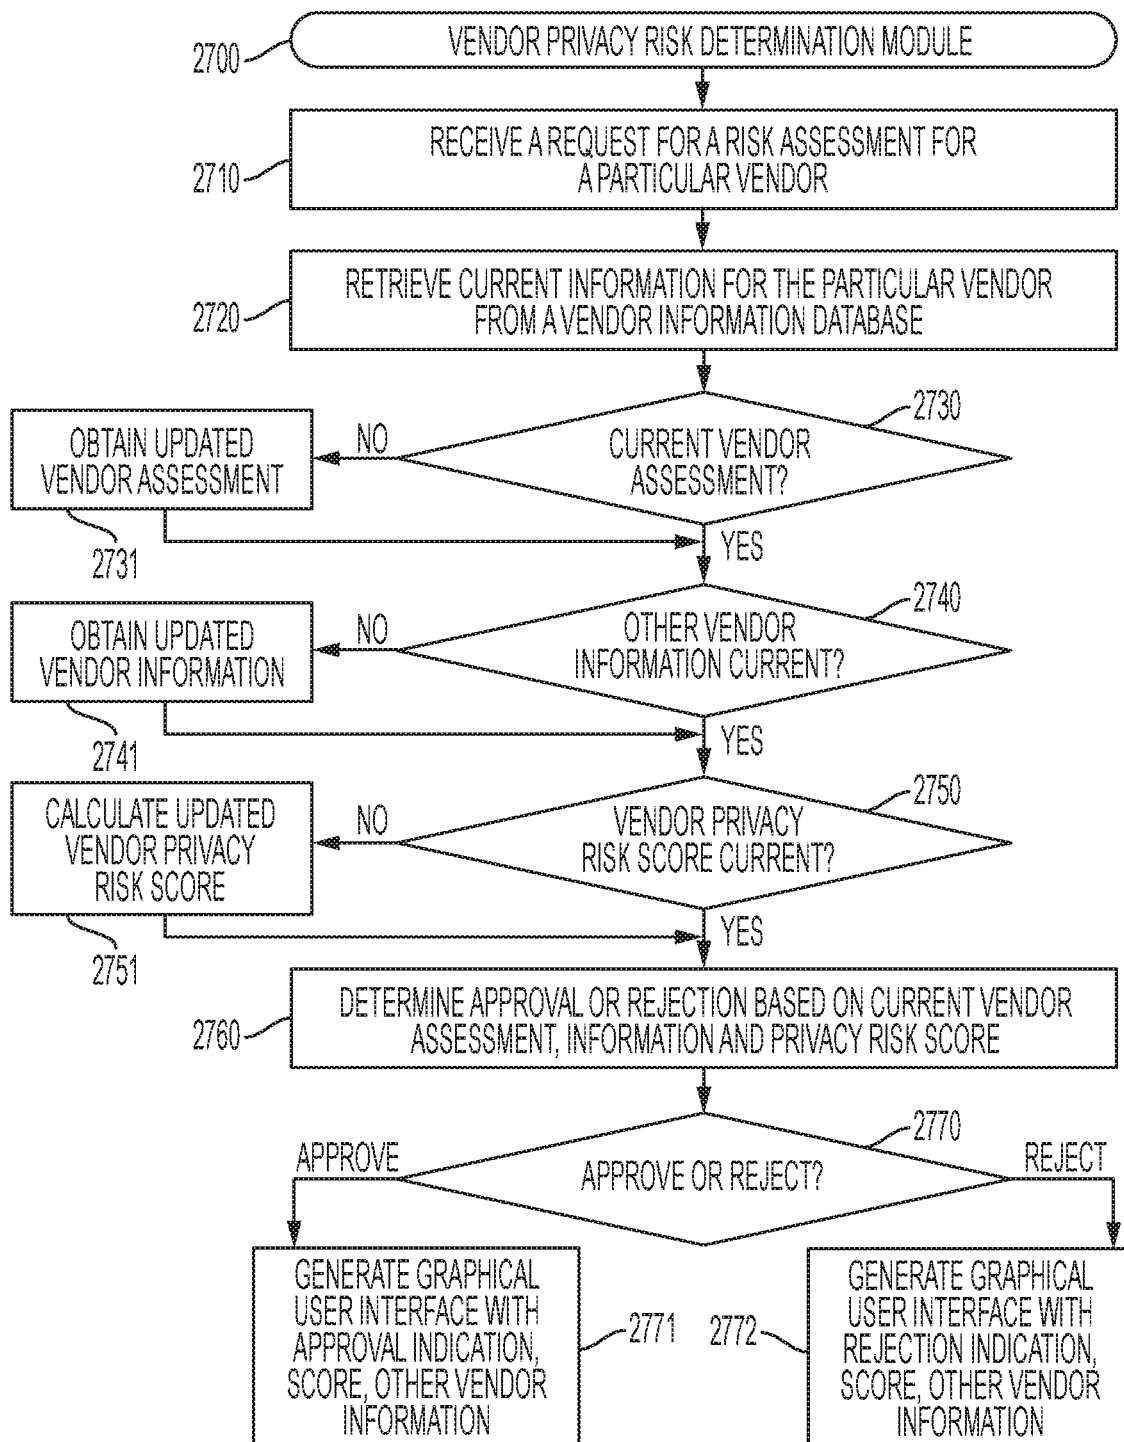 2700
VENDOR PRIVACY RISK DETERMINATION MODULE
2710
RECEIVE A REQUEST FOR A RISK ASSESSMENT FOR
A PARTICULAR VENDOR
2720
RETRIEVE CURRENT INFORMATION FOR THE PARTICULAR VENDOR
FROM A VENDOR INFORMATION DATABASE
2730
CURRENT VENDOR
ASSESSMENT?
NO
OBTAIN UPDATED
VENDOR ASSESSMENT
2731
YES
2740
OTHER VENDOR
INFORMATION CURRENT?
NO
OBTAIN UPDATED
VENDOR INFORMATION
2741
YES
2750
VENDOR PRIVACY
RISK SCORE CURRENT?
NO
CALCULATE UPDATED
VENDOR PRIVACY
RISK SCORE
2751
YES
2760
DETERMINE APPROVAL OR REJECTION BASED ON CURRENT VENDOR
ASSESSMENT, INFORMATION AND PRIVACY RISK SCORE
2770
APPROVE OR REJECT?
APPROVE
REJECT
GENERATE GRAPHICAL
USER INTERFACE WITH
APPROVAL INDICATION,
SCORE, OTHER VENDOR
INFORMATION
2771
2772
GENERATE GRAPHICAL
USER INTERFACE WITH
REJECTION INDICATION,
SCORE, OTHER VENDOR
INFORMATION